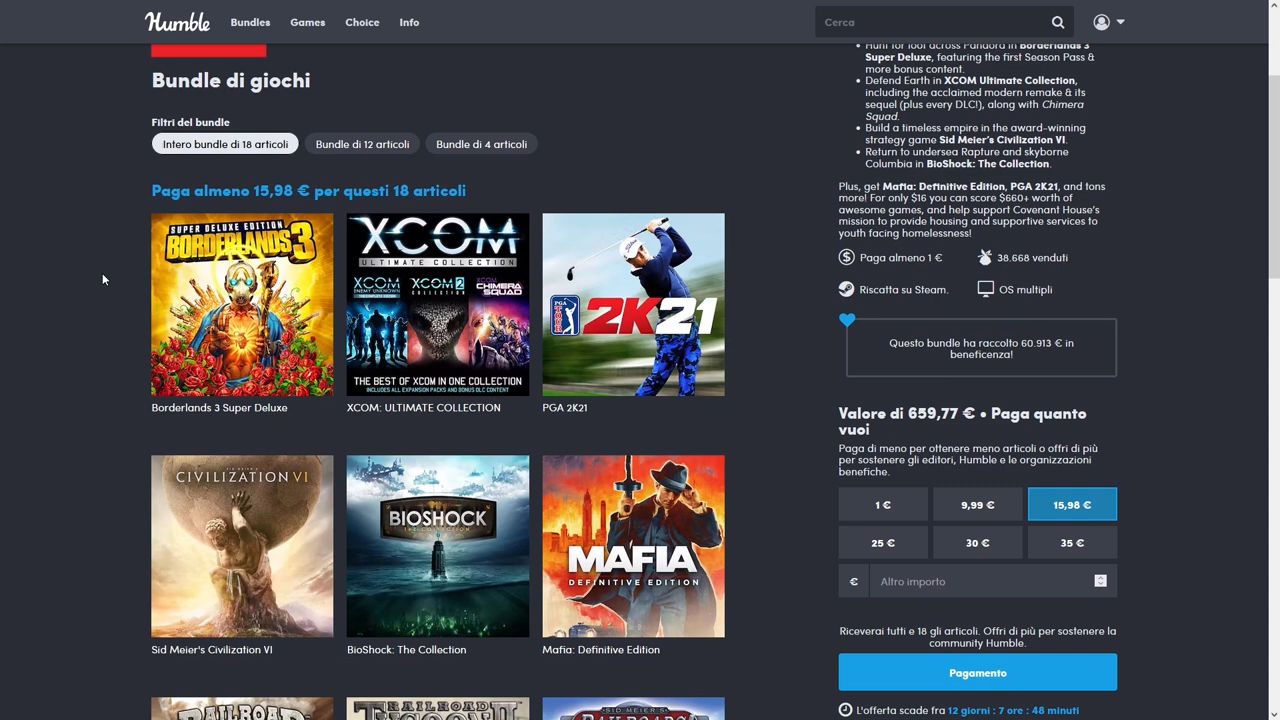 Humble
Bundles
Games
Choice
Info
Cerca
Bundle di giochi
Filtri del bundle
Intero bundle di 18 articoli
Bundle di 12 articoli
Bundle di 4 articoli
Paga almeno 15,98 € per questi 18 articoli
SUPER DELUXE EDITION
BORDERLANDS 3
XCOM
ULTIMATE COLLECTION
XCOM
ENEMY UNKNOWN
XCOM 2
COLLECTION
XCOM
CHIMERA
SQUAD
THE BEST OF XCOM IN ONE COLLECTION
INCLUDES ALL EXPANSION PACKS AND BONUS DLC CONTENT
PGA
TOUR
2K21
Borderlands 3 Super Deluxe
XCOM: ULTIMATE COLLECTION
PGA 2K21
SID MEIER'S
CIVILIZATION VI
BIOSHOCK
THE COLLECTION
MAFIA
DEFINITIVE EDITION
Sid Meier's Civilization VI
BioShock: The Collection
Mafia: Definitive Edition
RAILROAD
RAILROAD
TYCOON II
SID MEIER'S
RAILROADS
Hunt for loot across Pandora in Borderlands 3
Super Deluxe, featuring the first Season Pass &
more bonus content.
Defend Earth in XCOM Ultimate Collection,
including the acclaimed modern remake & its
sequel (plus every DLC!), along with Chimera
Squad.
Build a timeless empire in the award-winning
strategy game Sid Meier's Civilization VI.
Return to undersea Rapture and skyborne
Columbia in BioShock: The Collection.
Plus, get Mafia: Definitive Edition, PGA 2K21, and tons
more! For only $16 you can score $660+ worth of
awesome games, and help support Covenant House's
mission to provide housing and supportive services to
youth facing homelessness!
Paga almeno 1 €
38.668 venduti
Riscatta su Steam.
OS multipli
Questo bundle ha raccolto 60.913 € in
beneficenza!
Valore di 659,77 € • Paga quanto
vuoi
Paga di meno per ottenere meno articoli o offri di più
per sostenere gli editori, Humble e le organizzazioni
benefiche.
1 €
9,99 €
15,98 €
25 €
30 €
35 €
€
Altro importo
Riceverai tutti e 18 gli articoli. Offri di più per sostenere la
community Humble.
Pagamento
L'offerta scade fra 12 giorni : 7 ore : 48 minuti